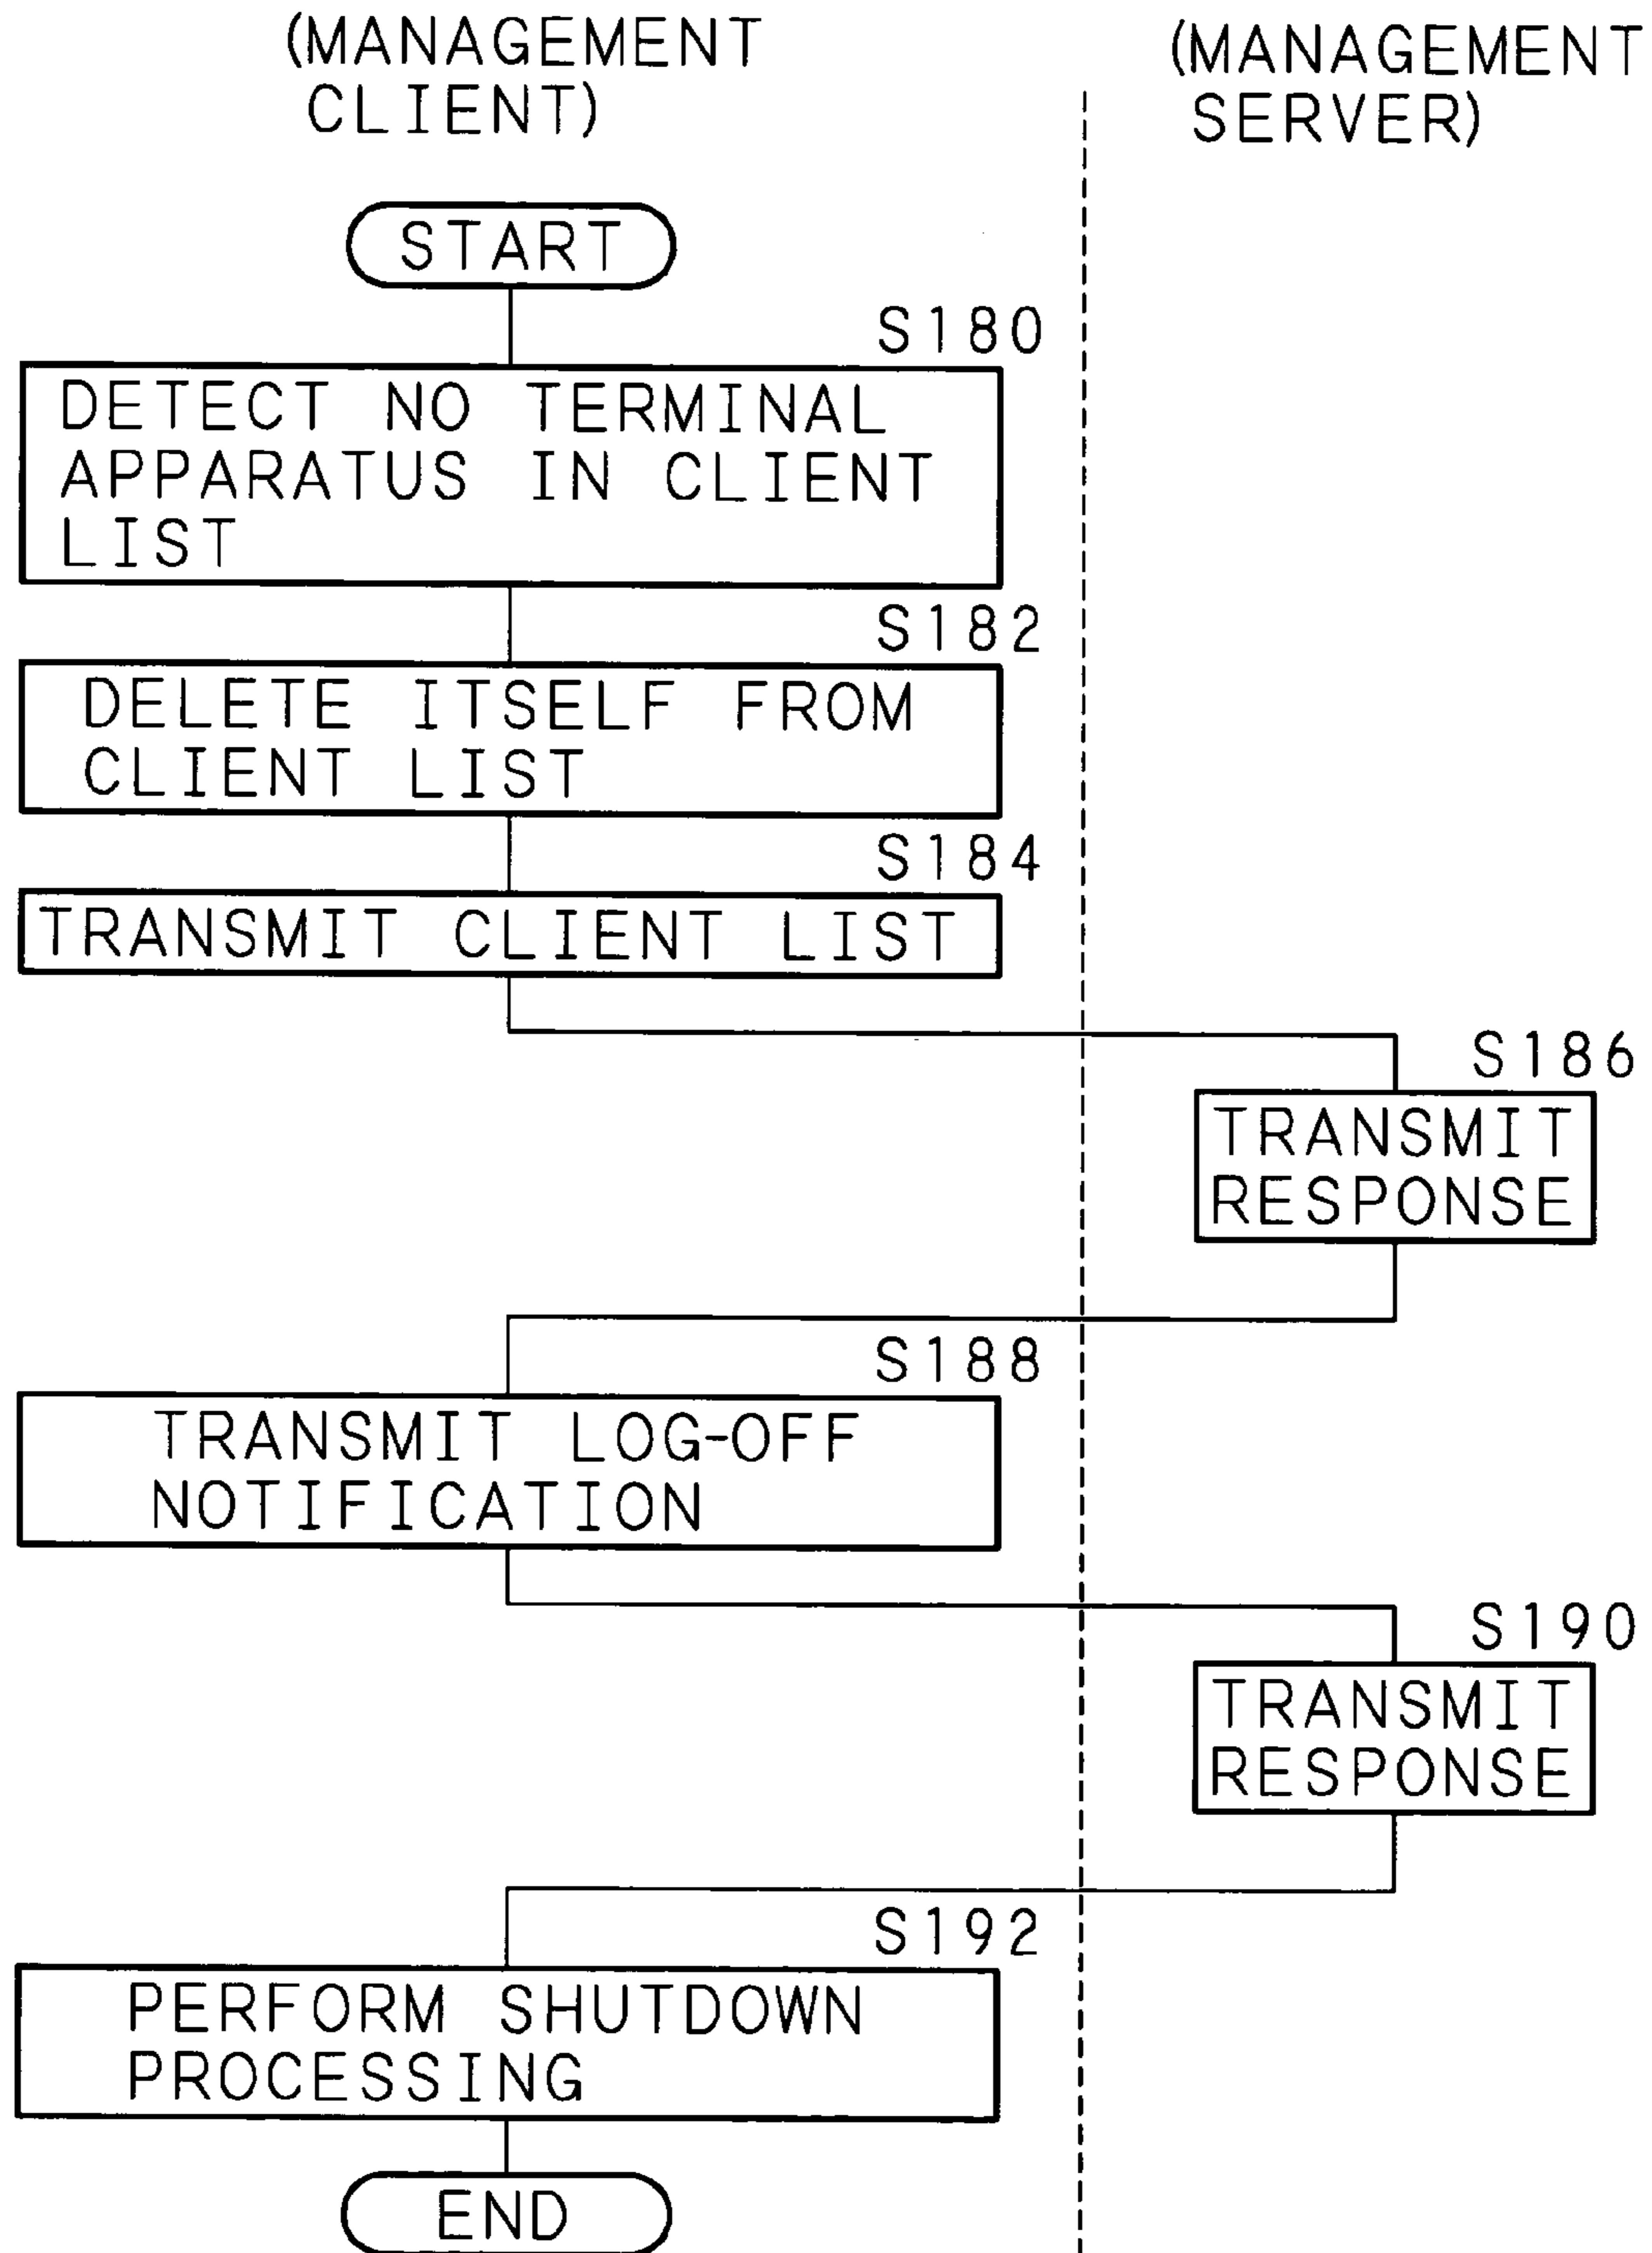 (MANAGEMENT
CLIENT)
(MANAGEMENT
SERVER)
START
S180
DETECT NO TERMINAL
APPARATUS IN CLIENT
LIST
S182
DELETE ITSELF FROM
CLIENT LIST
S184
TRANSMIT CLIENT LIST
S186
TRANSMIT
RESPONSE
S188
TRANSMIT LOG-OFF
NOTIFICATION
S190
TRANSMIT
RESPONSE
S192
PERFORM SHUTDOWN
PROCESSING
END